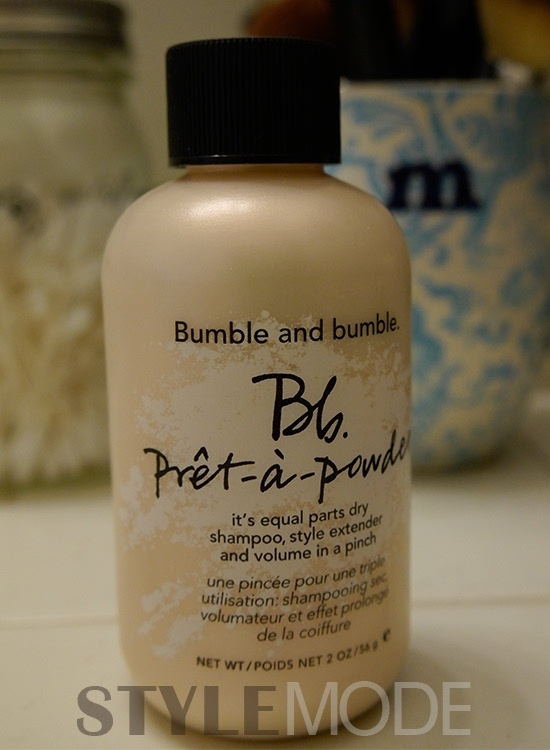 m
Bumble and bumble.
Bb.
Prêt-à-powder
it's equal parts dry
shampoo, style extender
and volume in a pinch
une pincée pour une triple
utilisation: shampooing sec,
volumateur et effet prolongé
de la coiffure
NET WT/POIDS NET 2 OZ/56 g e
STYLEMODE